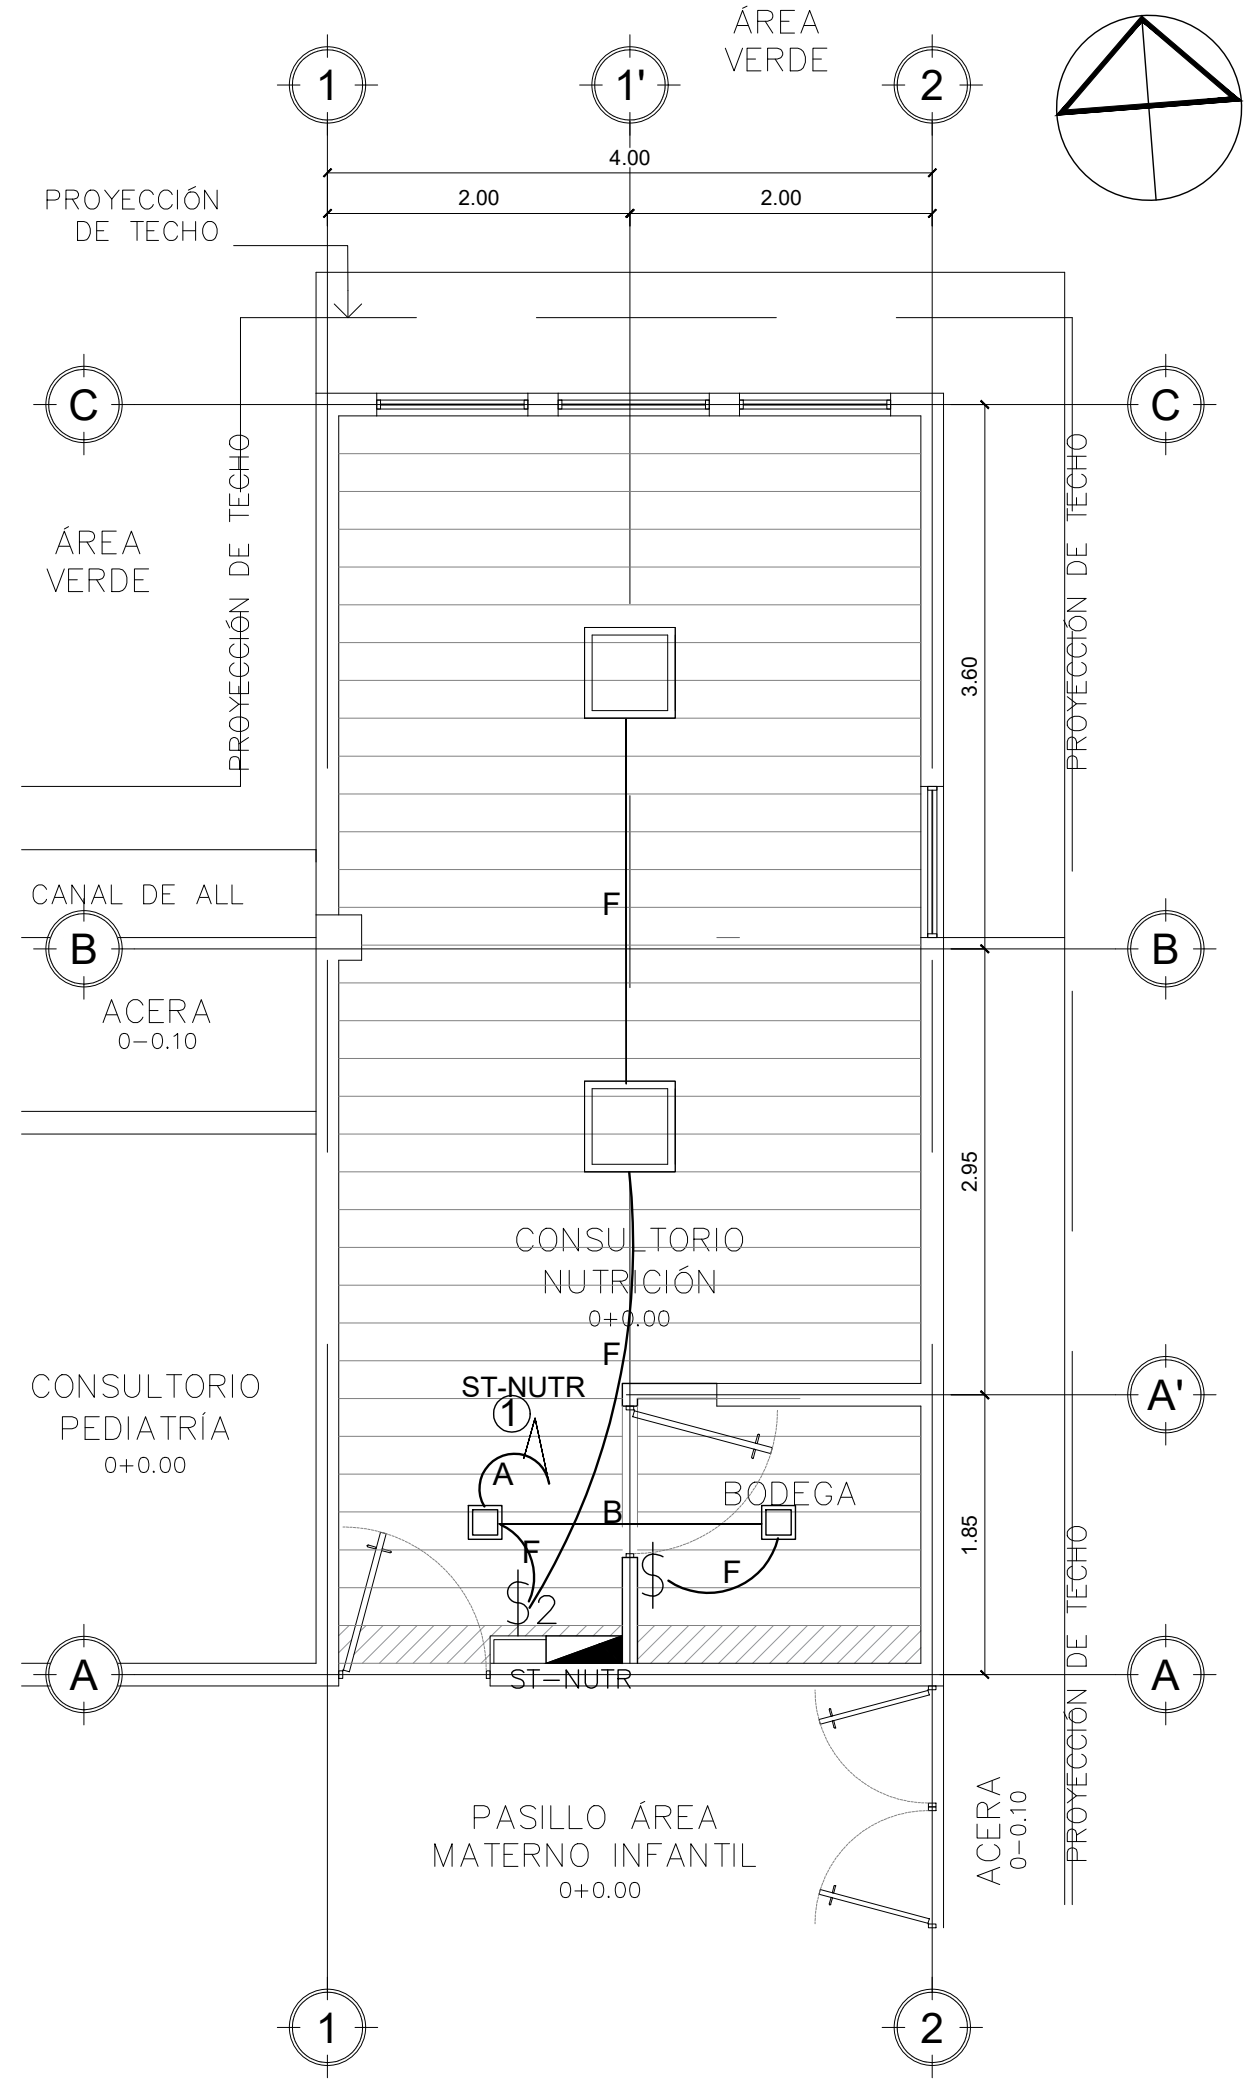 ÁREA
VERDE
1
1'
2
4.00
2.00
2.00
PROYECCIÓN
DE TECHO
C
C
PROYECCIÓN DE TECHO
PROYECCIÓN DE TECHO
ÁREA
VERDE
3.60
CANAL DE ALL
F
B
B
ACERA
0-0.10
2.95
CONSULTORIO
NUTRICIÓN
0+0.00
F
ST-NUTR
1
A'
CONSULTORIO
PEDIATRÍA
0+0.00
A
BODEGA
B
F
F
1.85
$2
$
PROYECCIÓN DE TECHO
A
A
ST-NUTR
PASILLO ÁREA
MATERNO INFANTIL
0+0.00
ACERA
0-0.10
1
2